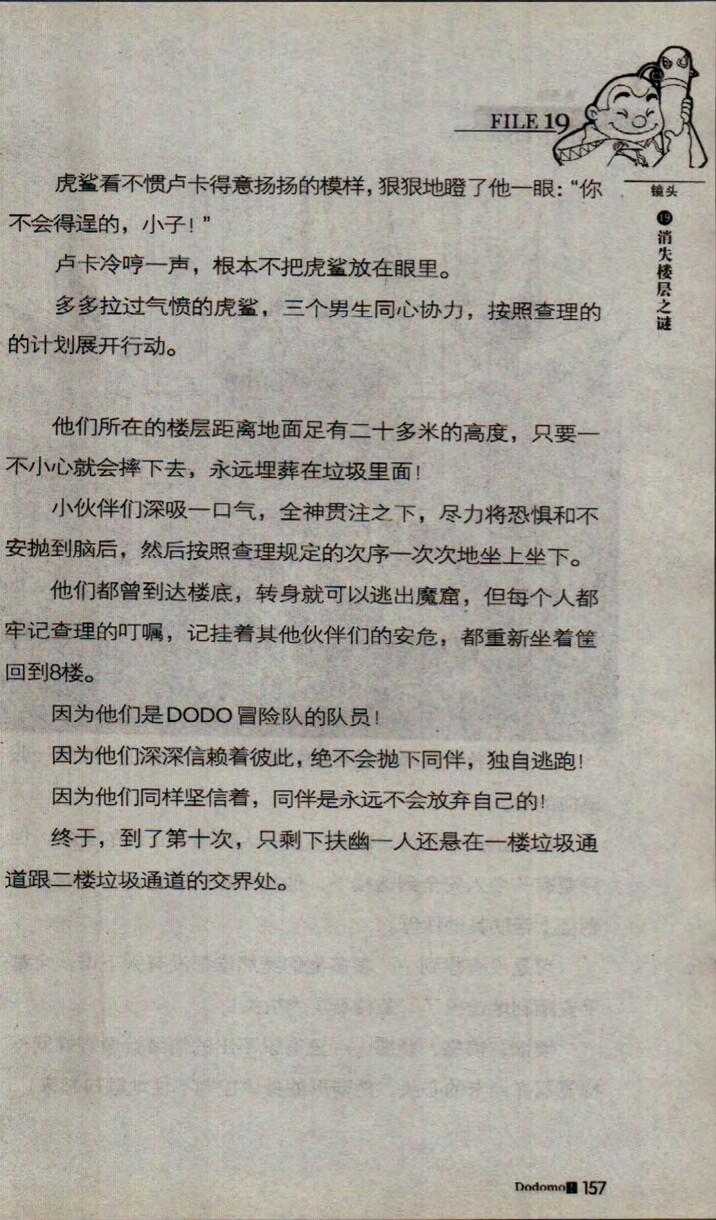 FILE 19
镜头
⑲消失楼层之谜
虎鲨看不惯卢卡得意扬扬的模样，狠狠地瞪了他一眼：“你
不会得逞的，小子！”
卢卡冷哼一声，根本不把虎鲨放在眼里。
多多拉过气愤的虎鲨，三个男生同心协力，按照查理的
的计划展开行动。
他们所在的楼层距离地面足有二十多米的高度，只要一
不小心就会摔下去，永远埋葬在垃圾里面！
小伙伴们深吸一口气，全神贯注之下，尽力将恐惧和不
安抛到脑后，然后按照查理规定的次序一次次地坐上坐下。
他们都曾到达楼底，转身就可以逃出魔窟，但每个人都
牢记查理的叮嘱，记挂着其他伙伴们的安危，都重新坐着筐
回到8楼。
因为他们是DODO冒险队的队员！
因为他们深深信赖着彼此，绝不会抛下同伴，独自逃跑！
因为他们同样坚信着，同伴是永远不会放弃自己的！
终于，到了第十次，只剩下扶幽一人还悬在一楼垃圾通
道跟二楼垃圾通道的交界处。
Dodomo! 157